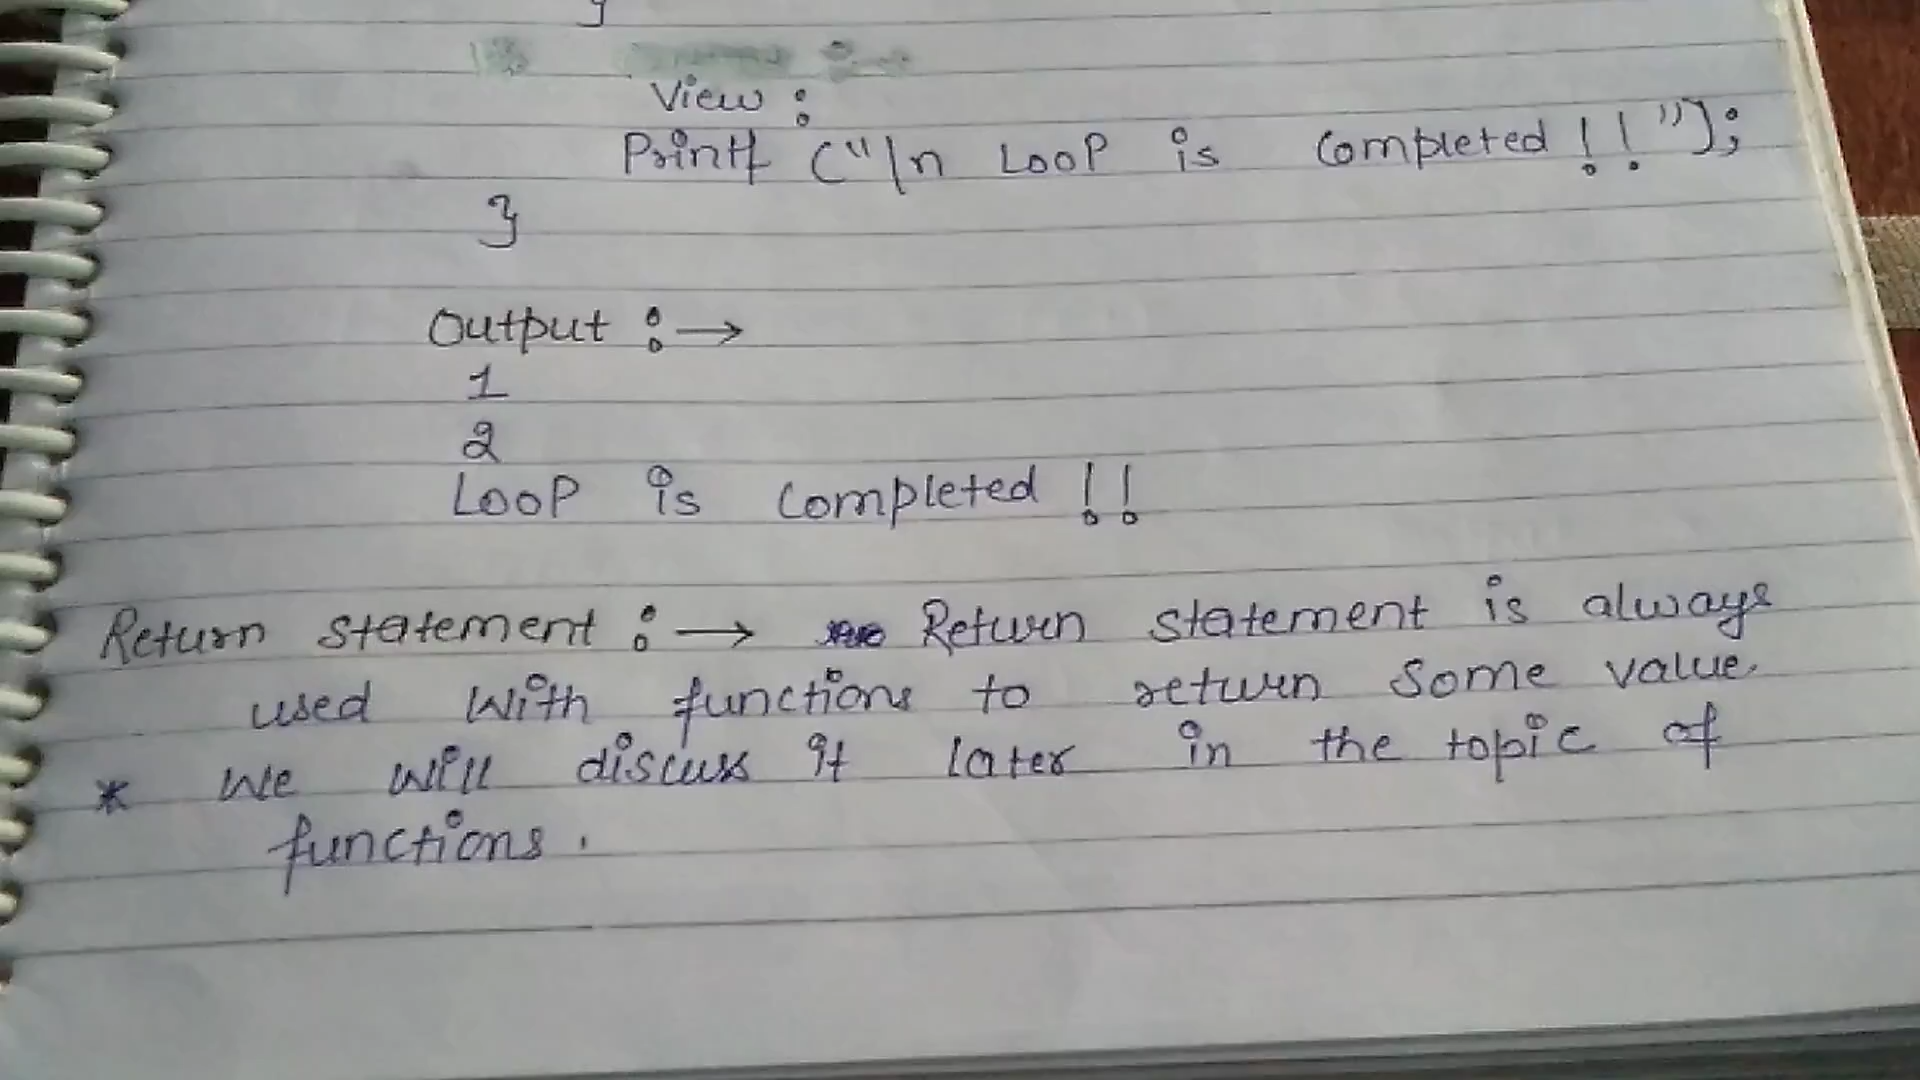 }
View :
Printf ("\n LOOP is completed !!");
}
Output :→
1
2
LOOP is completed !!
Return statement :→ Return statement is always
used with functions to return some value.
* We will discuss it later in the topic of
functions.